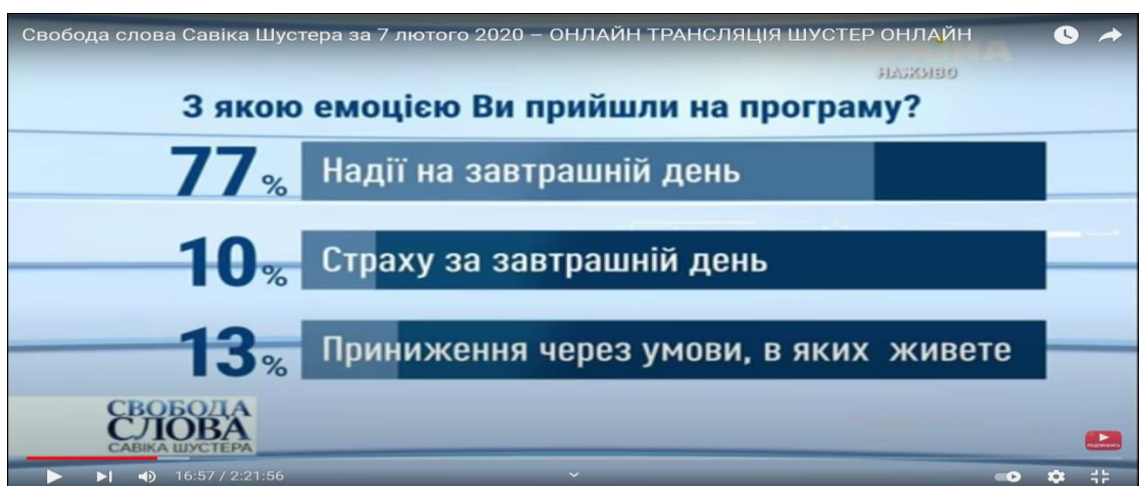 Свобода слова Савіка Шустера за 7 лютого 2020 – ОНЛАЙН ТРАНСЛЯЦІЯ ШУСТЕР ОНЛАЙН
НАЖИВО
З якою емоцією Ви прийшли на програму?
77% Надії на завтрашній день
10% Страху за завтрашній день
13% Приниження через умови, в яких живете
СВОБОДА
СЛОВА
САВІКА ШУСТЕРА
16:57 / 2:21:56